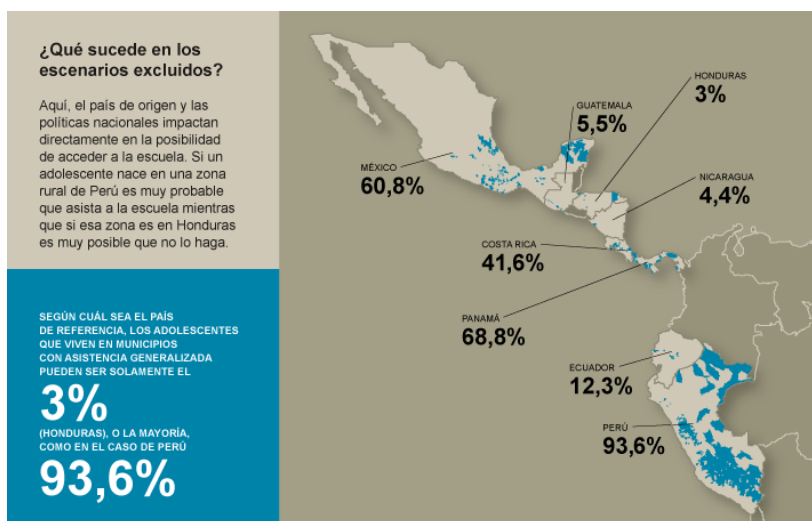 ¿Qué sucede en los
escenarios excluidos?
Aquí, el país de origen y las
políticas nacionales impactan
directamente en la posibilidad
de acceder a la escuela. Si un
adolescente nace en una zona
rural de Perú es muy probable
que asista a la escuela mientras
que si esa zona es en Honduras
es muy posible que no lo haga.
SEGÚN CUÁL SEA EL PAÍS
DE REFERENCIA, LOS ADOLESCENTES
QUE VIVEN EN MUNICIPIOS
CON ASISTENCIA GENERALIZADA
PUEDEN SER SOLAMENTE EL
3%
(HONDURAS), O LA MAYORÍA,
COMO EN EL CASO DE PERÚ
93,6%
HONDURAS
3%
GUATEMALA
5,5%
MÉXICO
60,8%
NICARAGUA
4,4%
COSTA RICA
41,6%
PANAMÁ
68,8%
ECUADOR
12,3%
PERÚ
93,6%